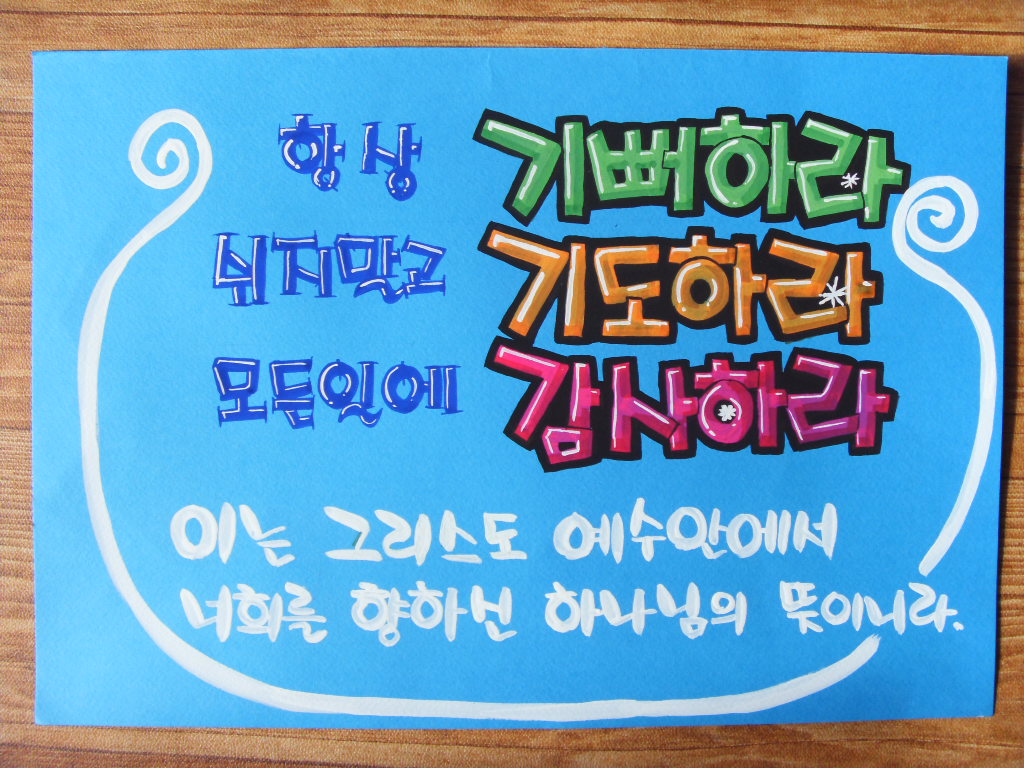 항상 기뻐하라
쉬지말고 기도하라
모든일에 감사하라
이는 그리스도 예수안에서
너희를 향하신 하나님의 뜻이니라.